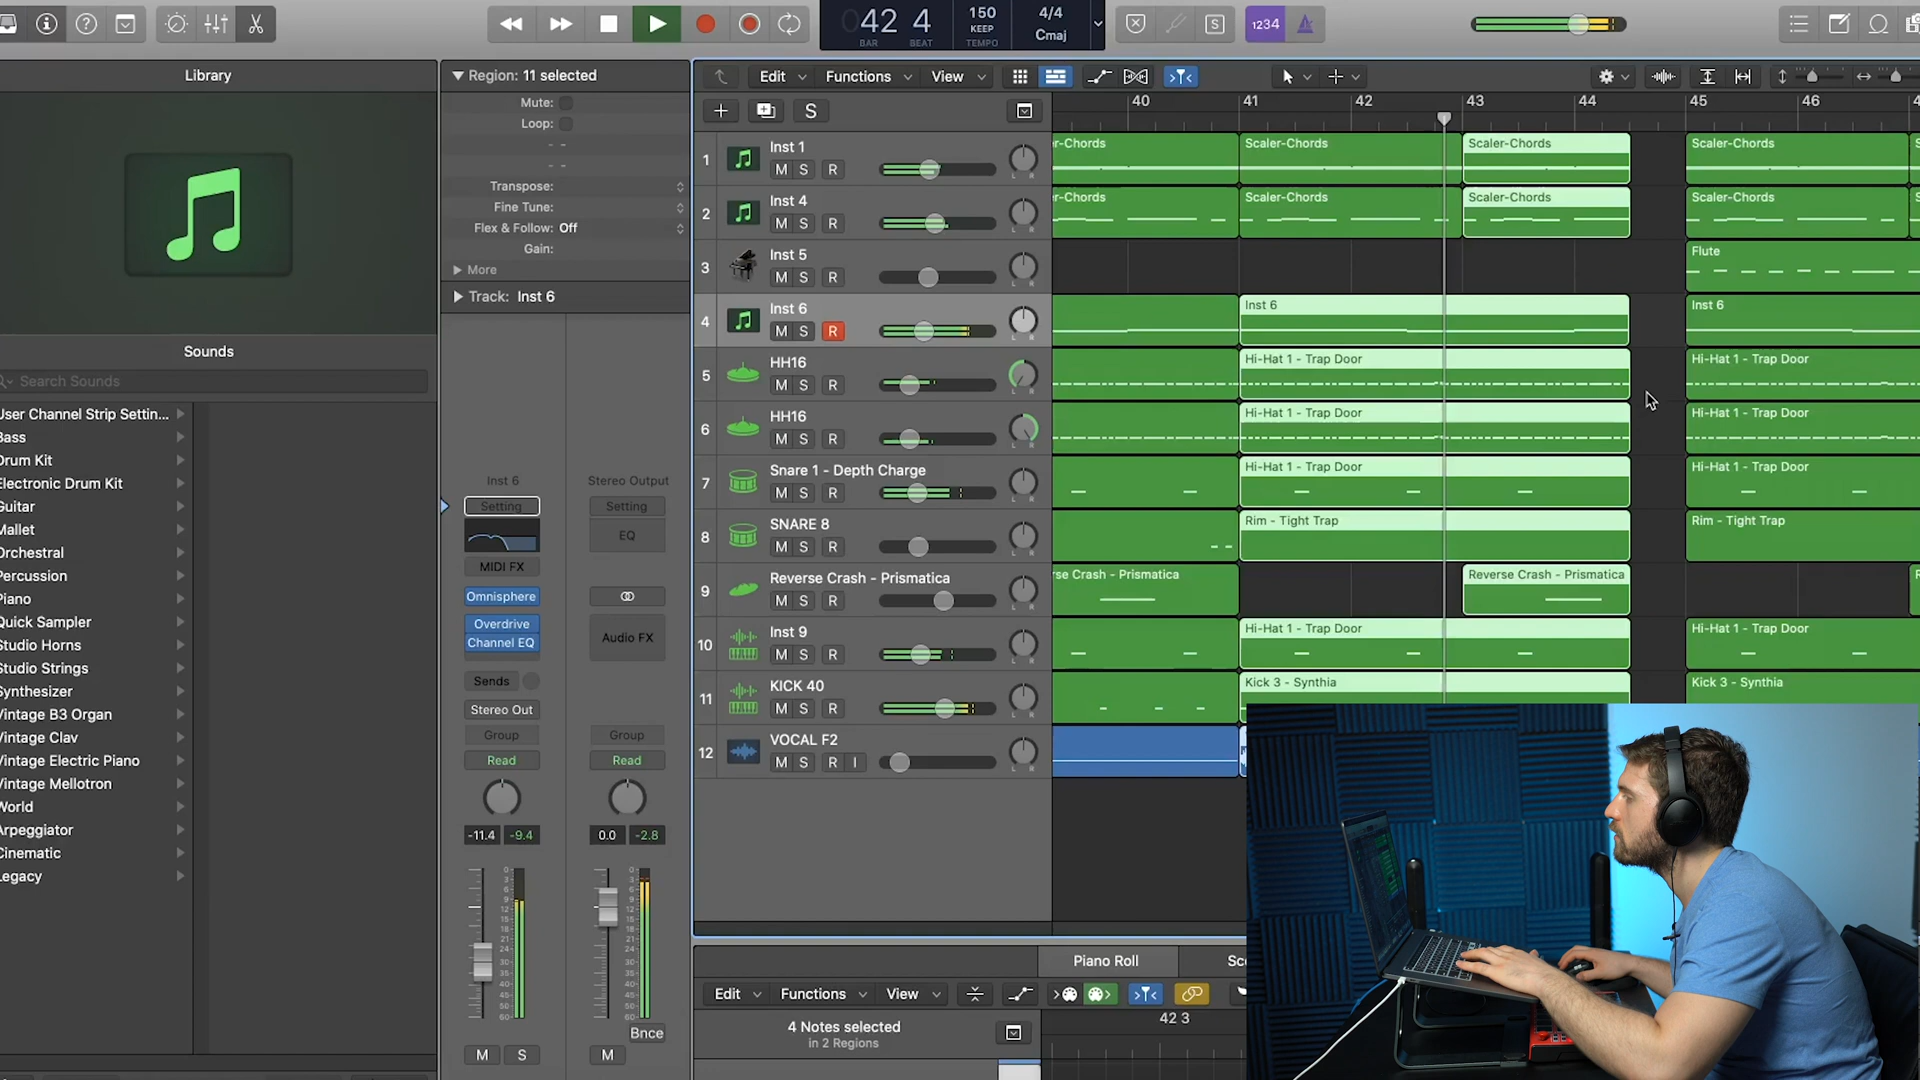 42 4
BAR BEAT
150
KEEP
TEMPO
4/4
Cmaj
S
1234
Library
Region: 11 selected
Mute:
Loop:
Transpose:
Fine Tune:
Flex & Follow: Off
Gain:
More
Track: Inst 6
Sounds
Search Sounds
User Channel Strip Settin...
Bass
Drum Kit
Electronic Drum Kit
Guitar
Mallet
Orchestral
Percussion
Piano
Quick Sampler
Studio Horns
Studio Strings
Synthesizer
Vintage B3 Organ
Vintage Clav
Vintage Electric Piano
Vintage Mellotron
World
Arpeggiator
Cinematic
Legacy
Inst 6
Setting
MIDI FX
Omnisphere
Overdrive
Channel EQ
Sends
Stereo Out
Group
Read
-11.4 -9.4
M S
Stereo Output
Setting
EQ
Audio FX
Group
Read
0.0 -2.8
Bnce
M
Edit Functions View
S
40 41 42 43 44 45 46
1 Inst 1
M S R
2 Inst 4
M S R
3 Inst 5
M S R
4 Inst 6
M S R
5 HH16
M S R
6 HH16
M S R
7 Snare 1 - Depth Charge
M S R
8 SNARE 8
M S R
9 Reverse Crash - Prismatica
M S R
10 Inst 9
M S R
11 KICK 40
M S R
12 VOCAL F2
M S R I
r-Chords Scaler-Chords Scaler-Chords Scaler-Chords
r-Chords Scaler-Chords Scaler-Chords Scaler-Chords
Flute
Inst 6 Inst 6
Hi-Hat 1 - Trap Door Hi-Hat 1 - Trap Door
Hi-Hat 1 - Trap Door Hi-Hat 1 - Trap Door
Hi-Hat 1 - Trap Door Hi-Hat 1 - Trap Door
Rim - Tight Trap Rim - Tight Trap
rse Crash - Prismatica Reverse Crash - Prismatica
Hi-Hat 1 - Trap Door Hi-Hat 1 - Trap Door
Kick 3 - Synthia Kick 3 - Synthia
Piano Roll Sc
Edit Functions View
42 3
4 Notes selected
in 2 Regions